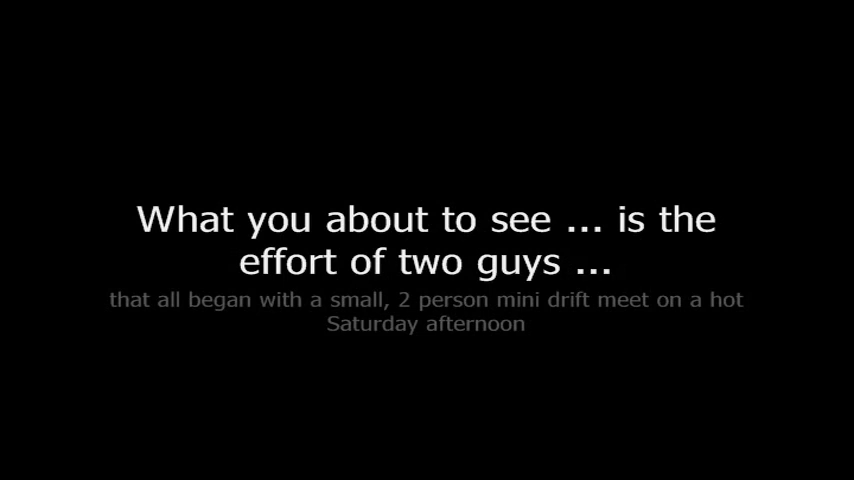 What you about to see ... is the
effort of two guys ...
that all began with a small, 2 person mini drift meet on a hot
Saturday afternoon